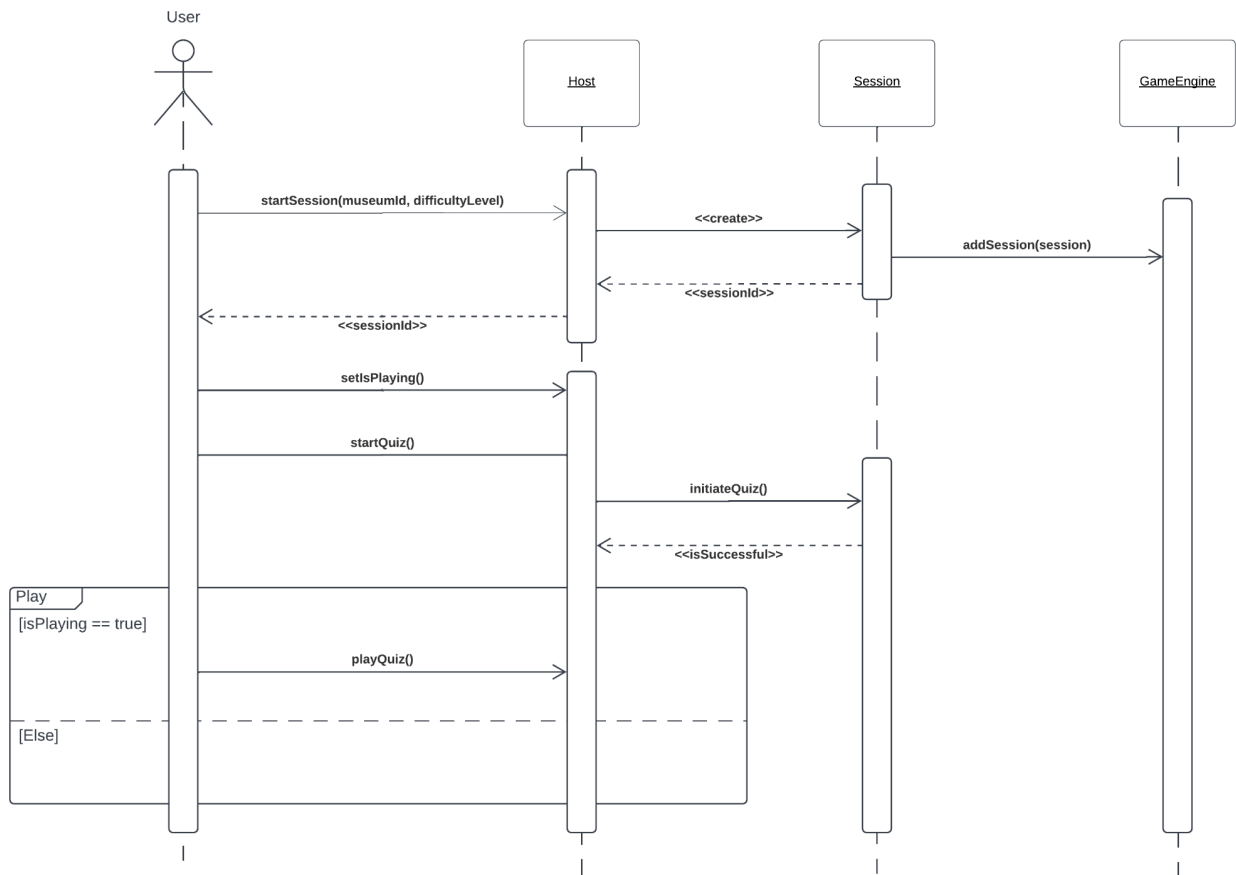 User
Host
Session
GameEngine
startSession(museumId, difficultyLevel)
<<create>>
addSession(session)
<<sessionId>>
<<sessionId>>
setIsPlaying()
startQuiz()
initiateQuiz()
<<isSuccessful>>
Play
[isPlaying == true]
playQuiz()
[Else]